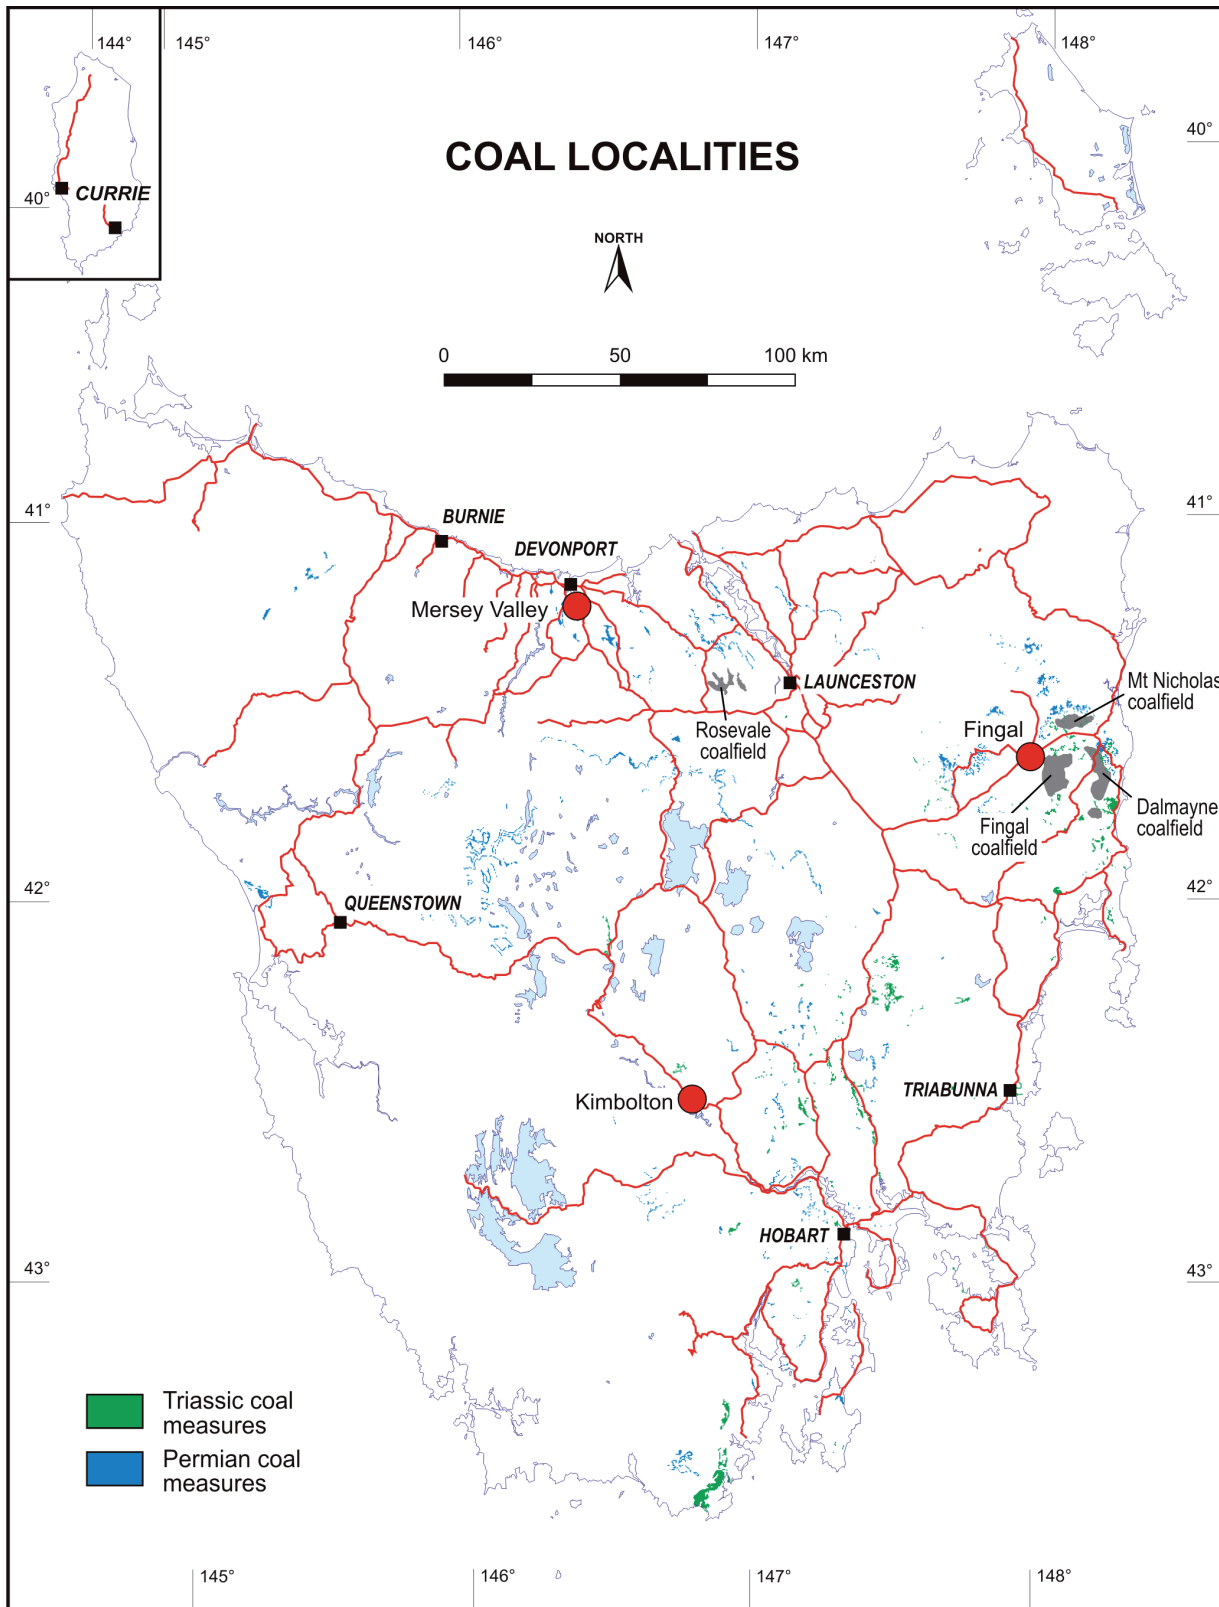 144°
145°
146°
147°
148°
COAL LOCALITIES
40°
CURRIE
40°
NORTH
0 50 100 km
41°
41°
BURNIE
DEVONPORT
Mersey Valley
LAUNCESTON
Mt Nicholas
coalfield
Rosevale
coalfield
Fingal
Fingal
coalfield
Dalmayne
coalfield
42°
42°
QUEENSTOWN
TRIABUNNA
Kimbolton
HOBART
43°
43°
Triassic coal
measures
Permian coal
measures
145°
146°
147°
148°